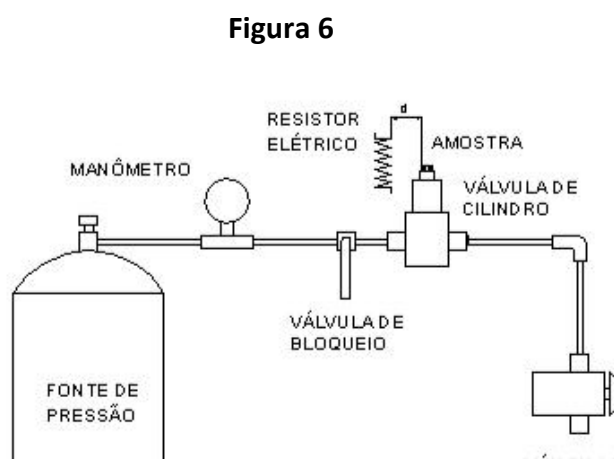 Figura 6
d
RESISTOR
ELÉTRICO
AMOSTRA
MANÔMETRO
VÁLVULA DE
CILINDRO
VÁLVULA DE
BLOQUEIO
FONTE DE
PRESSÃO